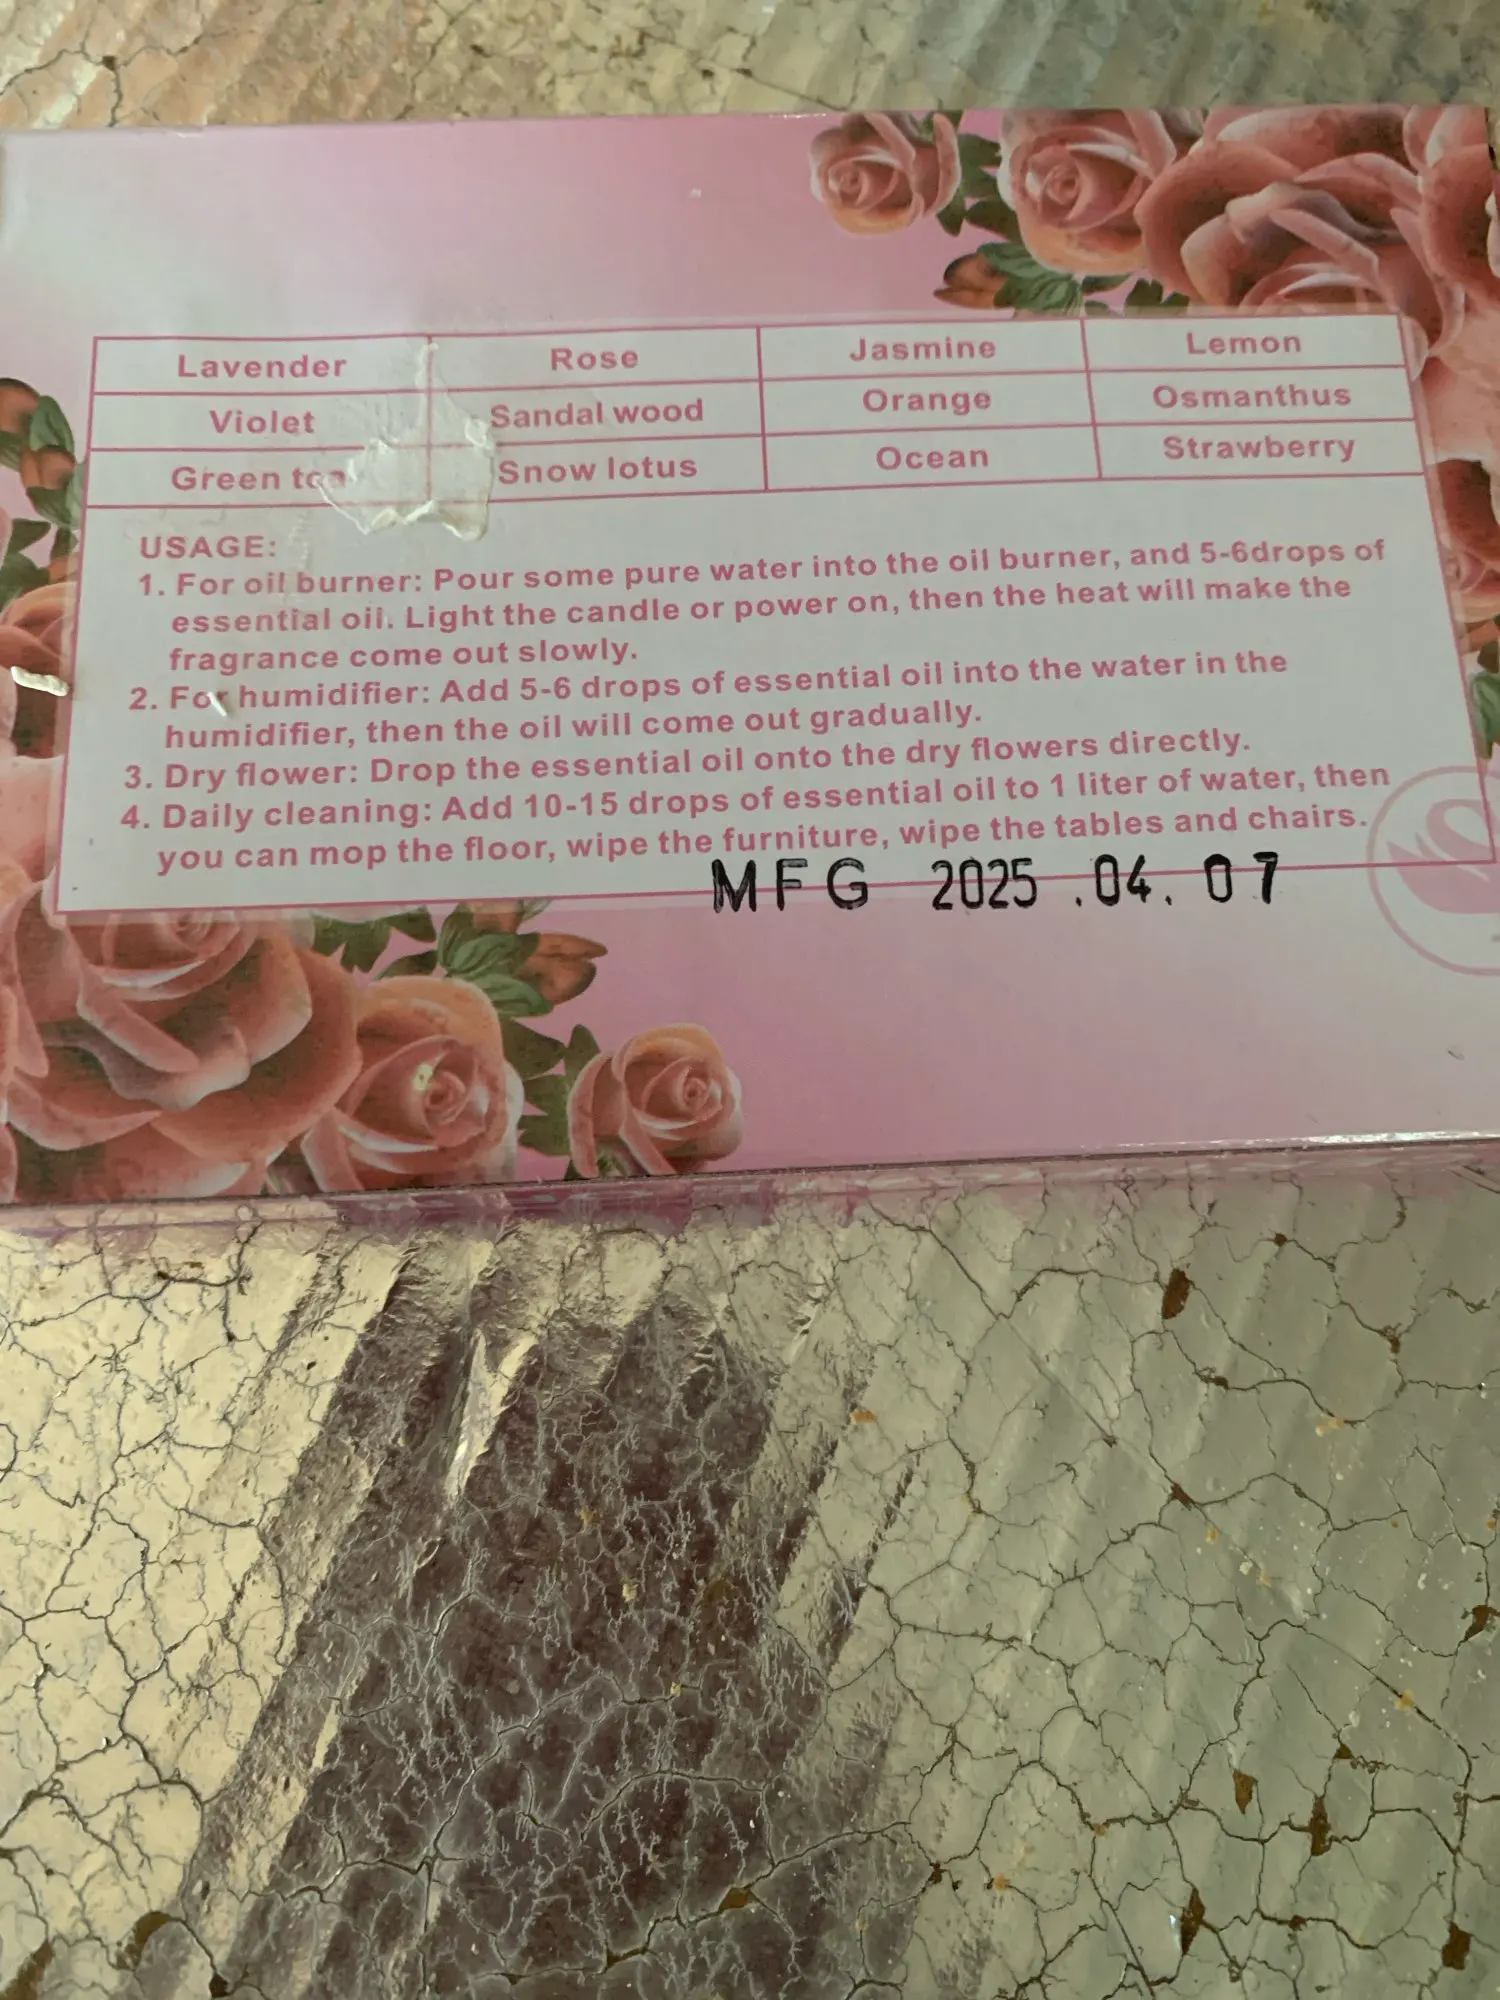 Lavender Rose Jasmine Lemon
Violet Sandal wood Orange Osmanthus
Green tea Snow lotus Ocean Strawberry
USAGE:
1. For oil burner: Pour some pure water into the oil burner, and 5-6drops of
essential oil. Light the candle or power on, then the heat will make the
fragrance come out slowly.
2. For humidifier: Add 5-6 drops of essential oil into the water in the
humidifier, then the oil will come out gradually.
3. Dry flower: Drop the essential oil onto the dry flowers directly.
4. Daily cleaning: Add 10-15 drops of essential oil to 1 liter of water, then
you can mop the floor, wipe the furniture, wipe the tables and chairs.
MFG 2025 .04. 07